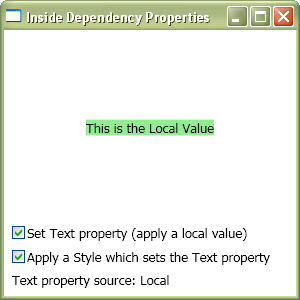 Inside Dependency Properties
This is the Local Value
Set Text property (apply a local value)
Apply a Style which sets the Text property
Text property source: Local